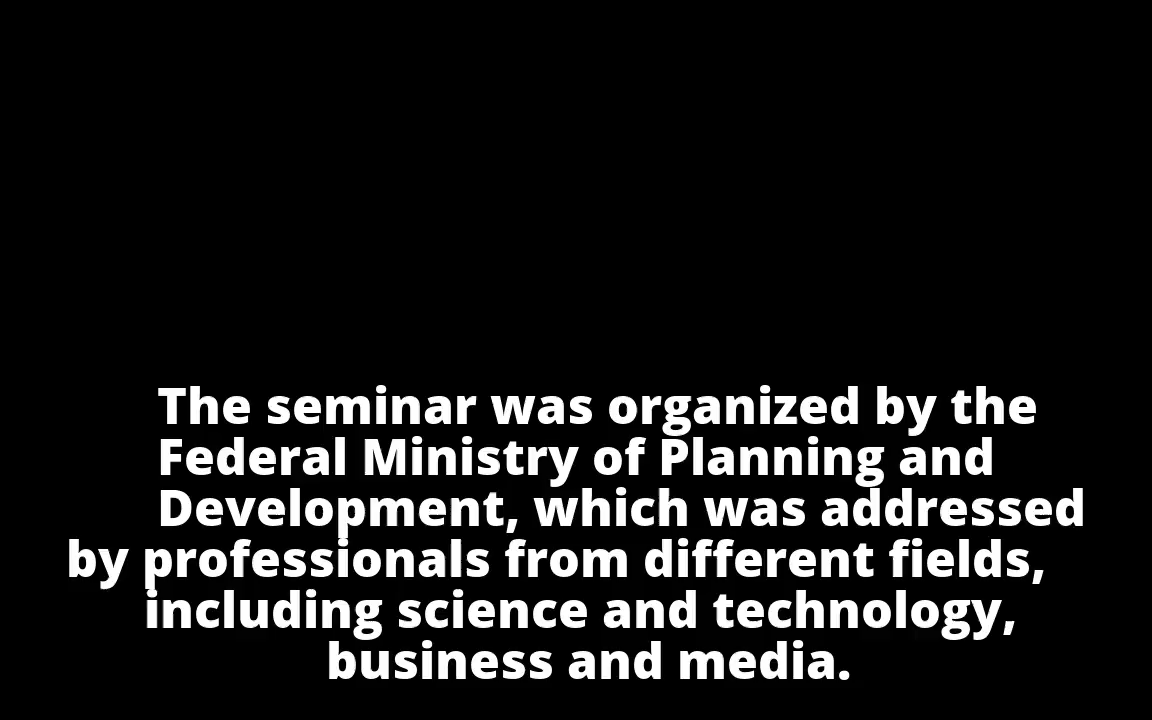 The seminar was organized by the
Federal Ministry of Planning and
Development, which was addressed
by professionals from different fields,
including science and technology,
business and media.